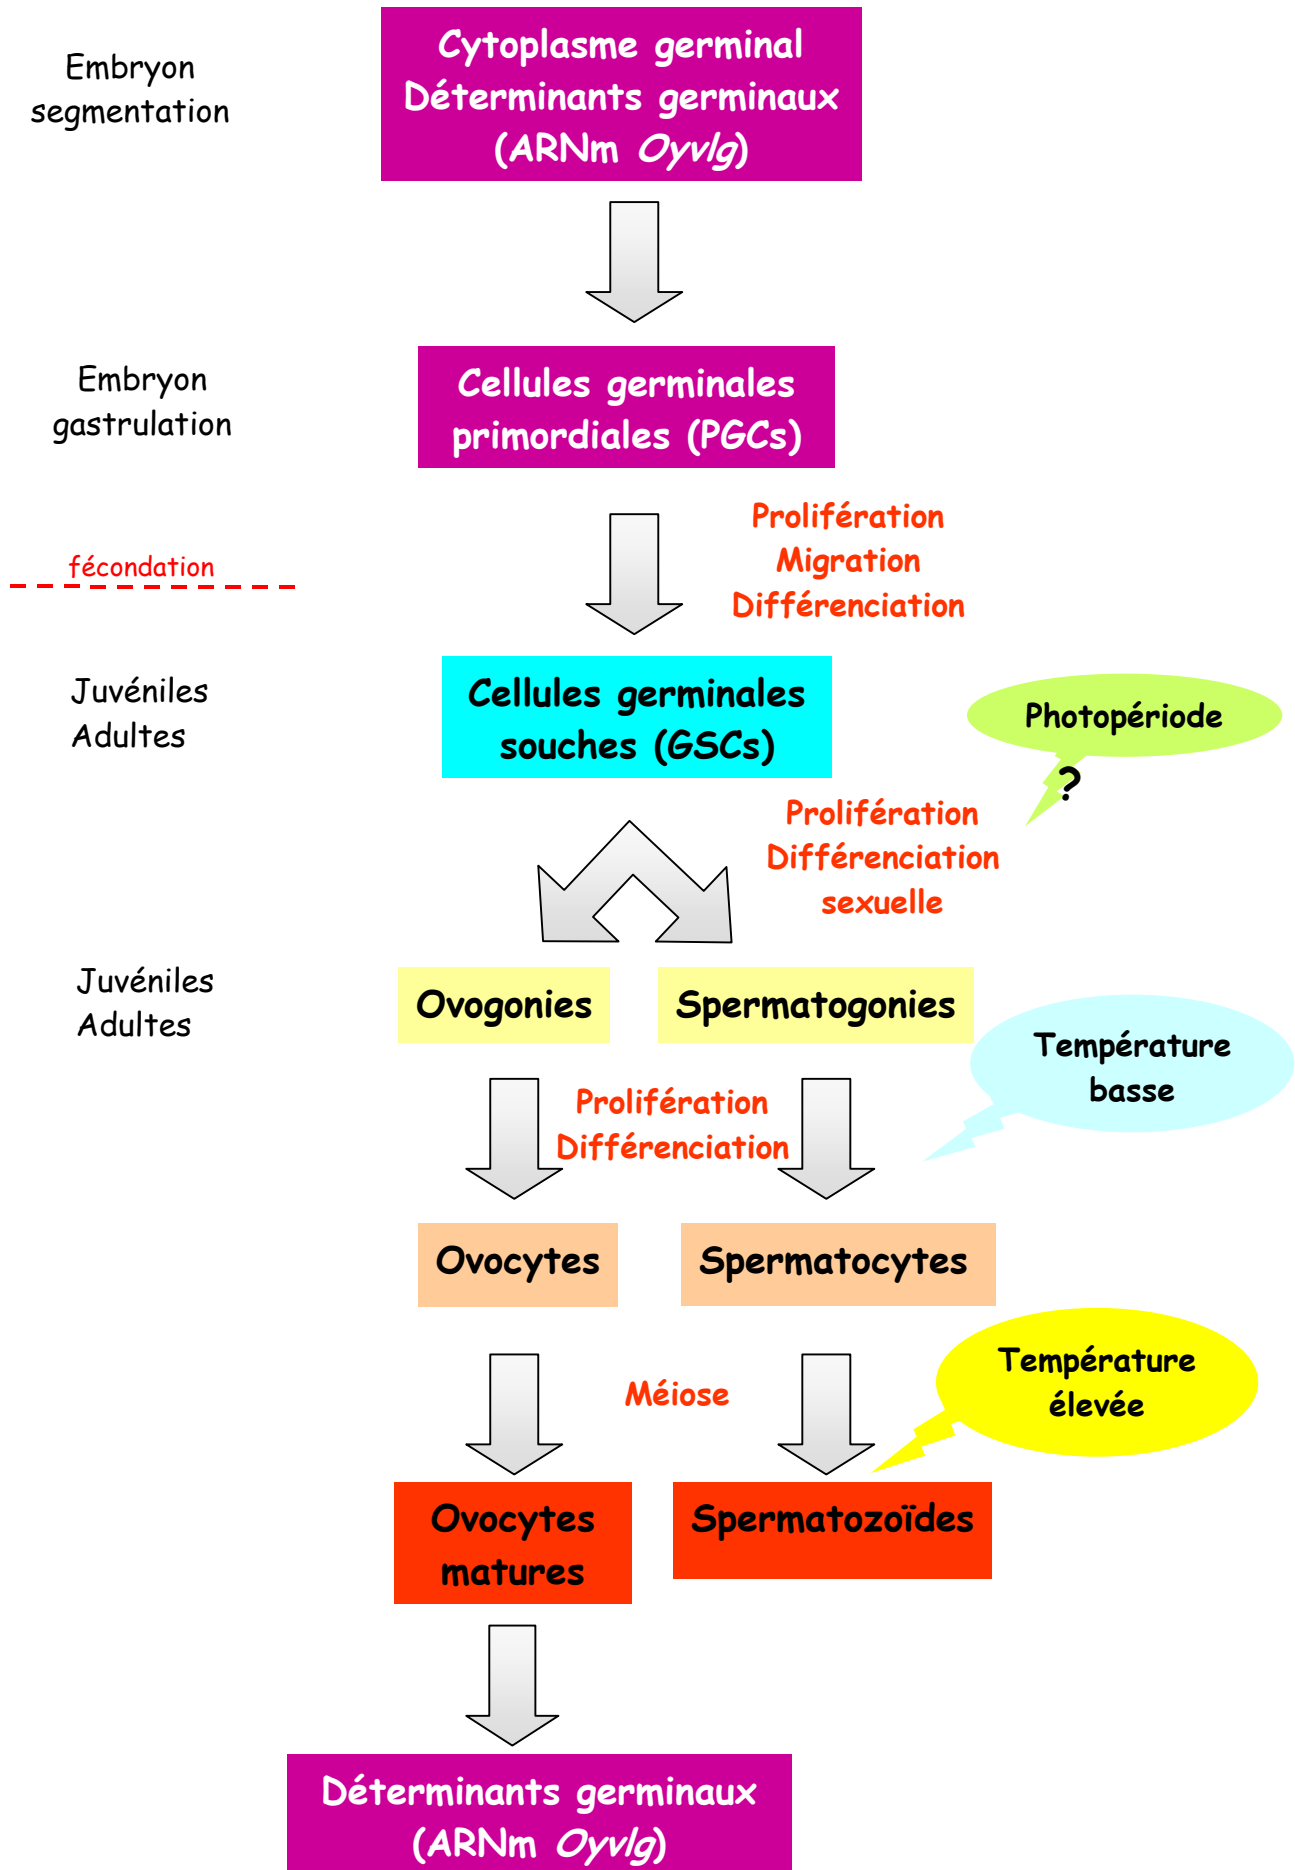 Embryon
segmentation
Cytoplasme germinal
Déterminants germinaux
(ARNm Oyvlg)
Embryon
gastrulation
Cellules germinales
primordiales (PGCs)
Prolifération
Migration
Différenciation
fécondation
Juvéniles
Adultes
Cellules germinales
souches (GSCs)
Photopériode
?
Prolifération
Différenciation
sexuelle
Juvéniles
Adultes
Ovogonies
Spermatogonies
Température
basse
Prolifération
Différenciation
Ovocytes
Spermatocytes
Température
élevée
Méiose
Ovocytes
matures
Spermatozoïdes
Déterminants germinaux
(ARNm Oyvlg)